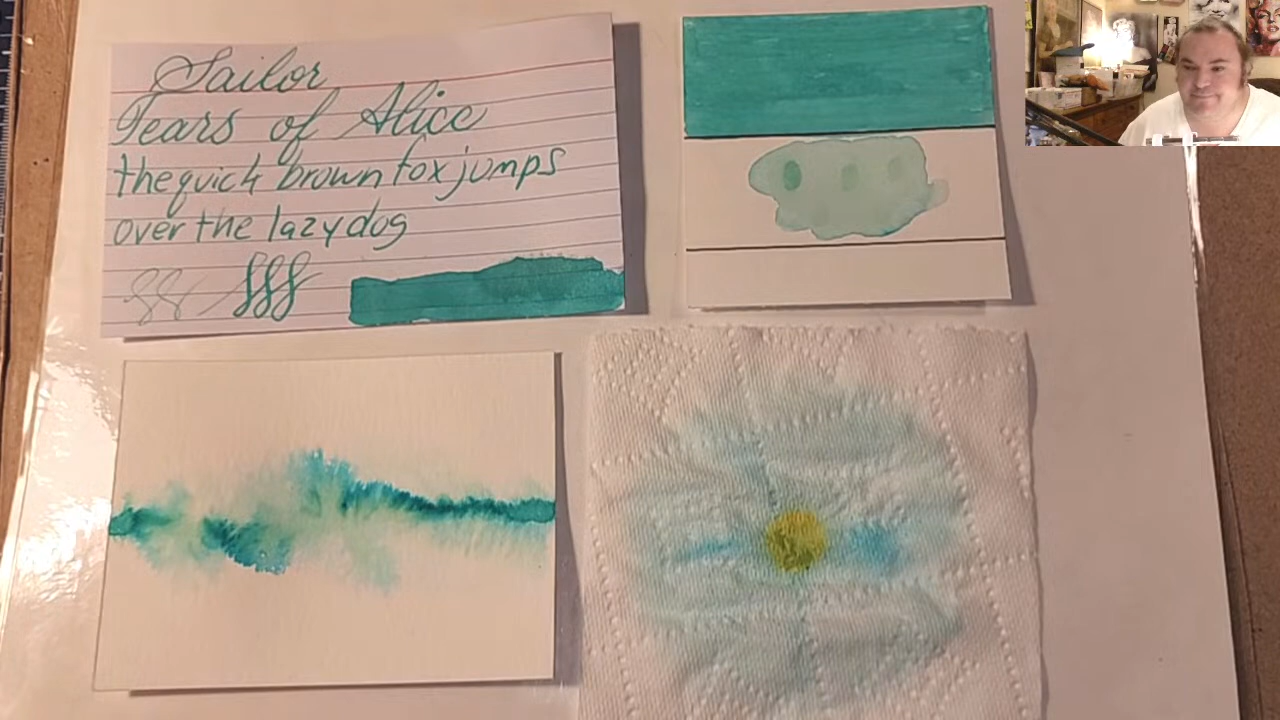 Sailor
Tears of Alice
the quick brown fox jumps
over the lazy dog